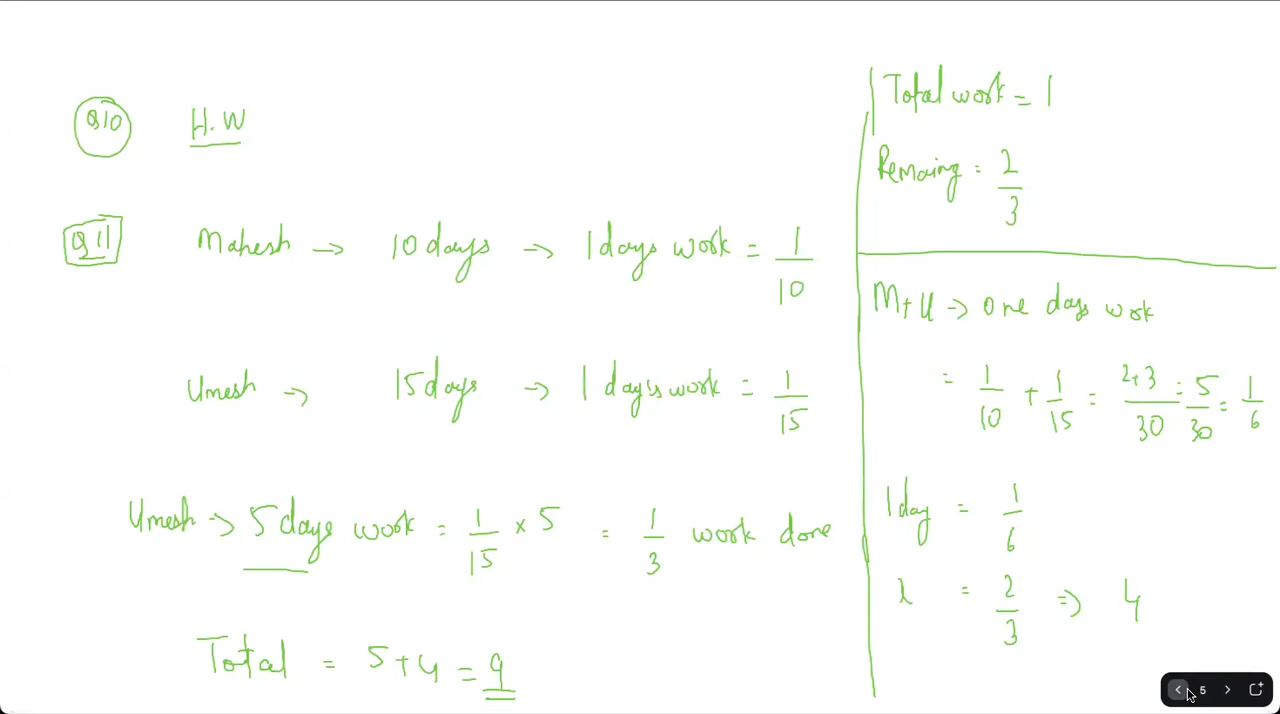 Q10 H.W
Q11 Mahesh → 10 days → 1 days work = 1/10
Umesh → 15 days → 1 day's work = 1/15
Umesh → 5 days work = 1/15 × 5 = 1/3 work done
Total = 5+4 = 9
Total work = 1
Remaing = 2/3
M+U → one days work
= 1/10 + 1/15 = 2+3/30 = 5/30 = 1/6
1 day = 1/6
x = 2/3 ⇒ 4
5